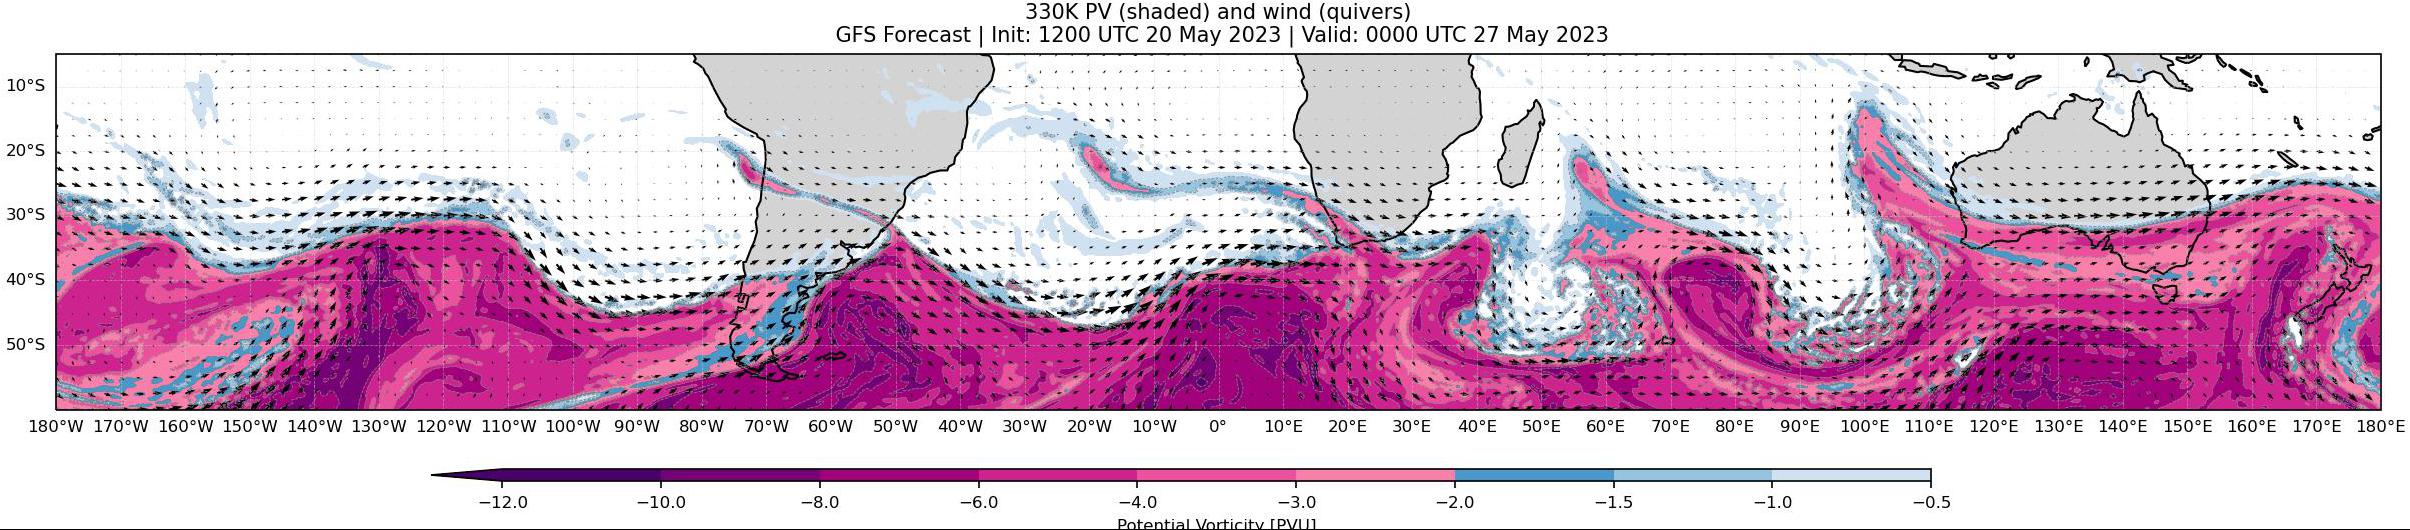 330K PV (shaded) and wind (quivers)
GFS Forecast | Init: 1200 UTC 20 May 2023 | Valid: 0000 UTC 27 May 2023
10°S
20°S
30°S
40°S
50°S
180°W 170°W 160°W 150°W 140°W 130°W 120°W 110°W 100°W 90°W 80°W 70°W 60°W 50°W 40°W 30°W 20°W 10°W 0° 10°E 20°E 30°E 40°E 50°E 60°E 70°E 80°E 90°E 100°E 110°E 120°E 130°E 140°E 150°E 160°E 170°E 180°E
−12.0 −10.0 −8.0 −6.0 −4.0 −3.0 −2.0 −1.5 −1.0 −0.5
Potential Vorticity [PVU]